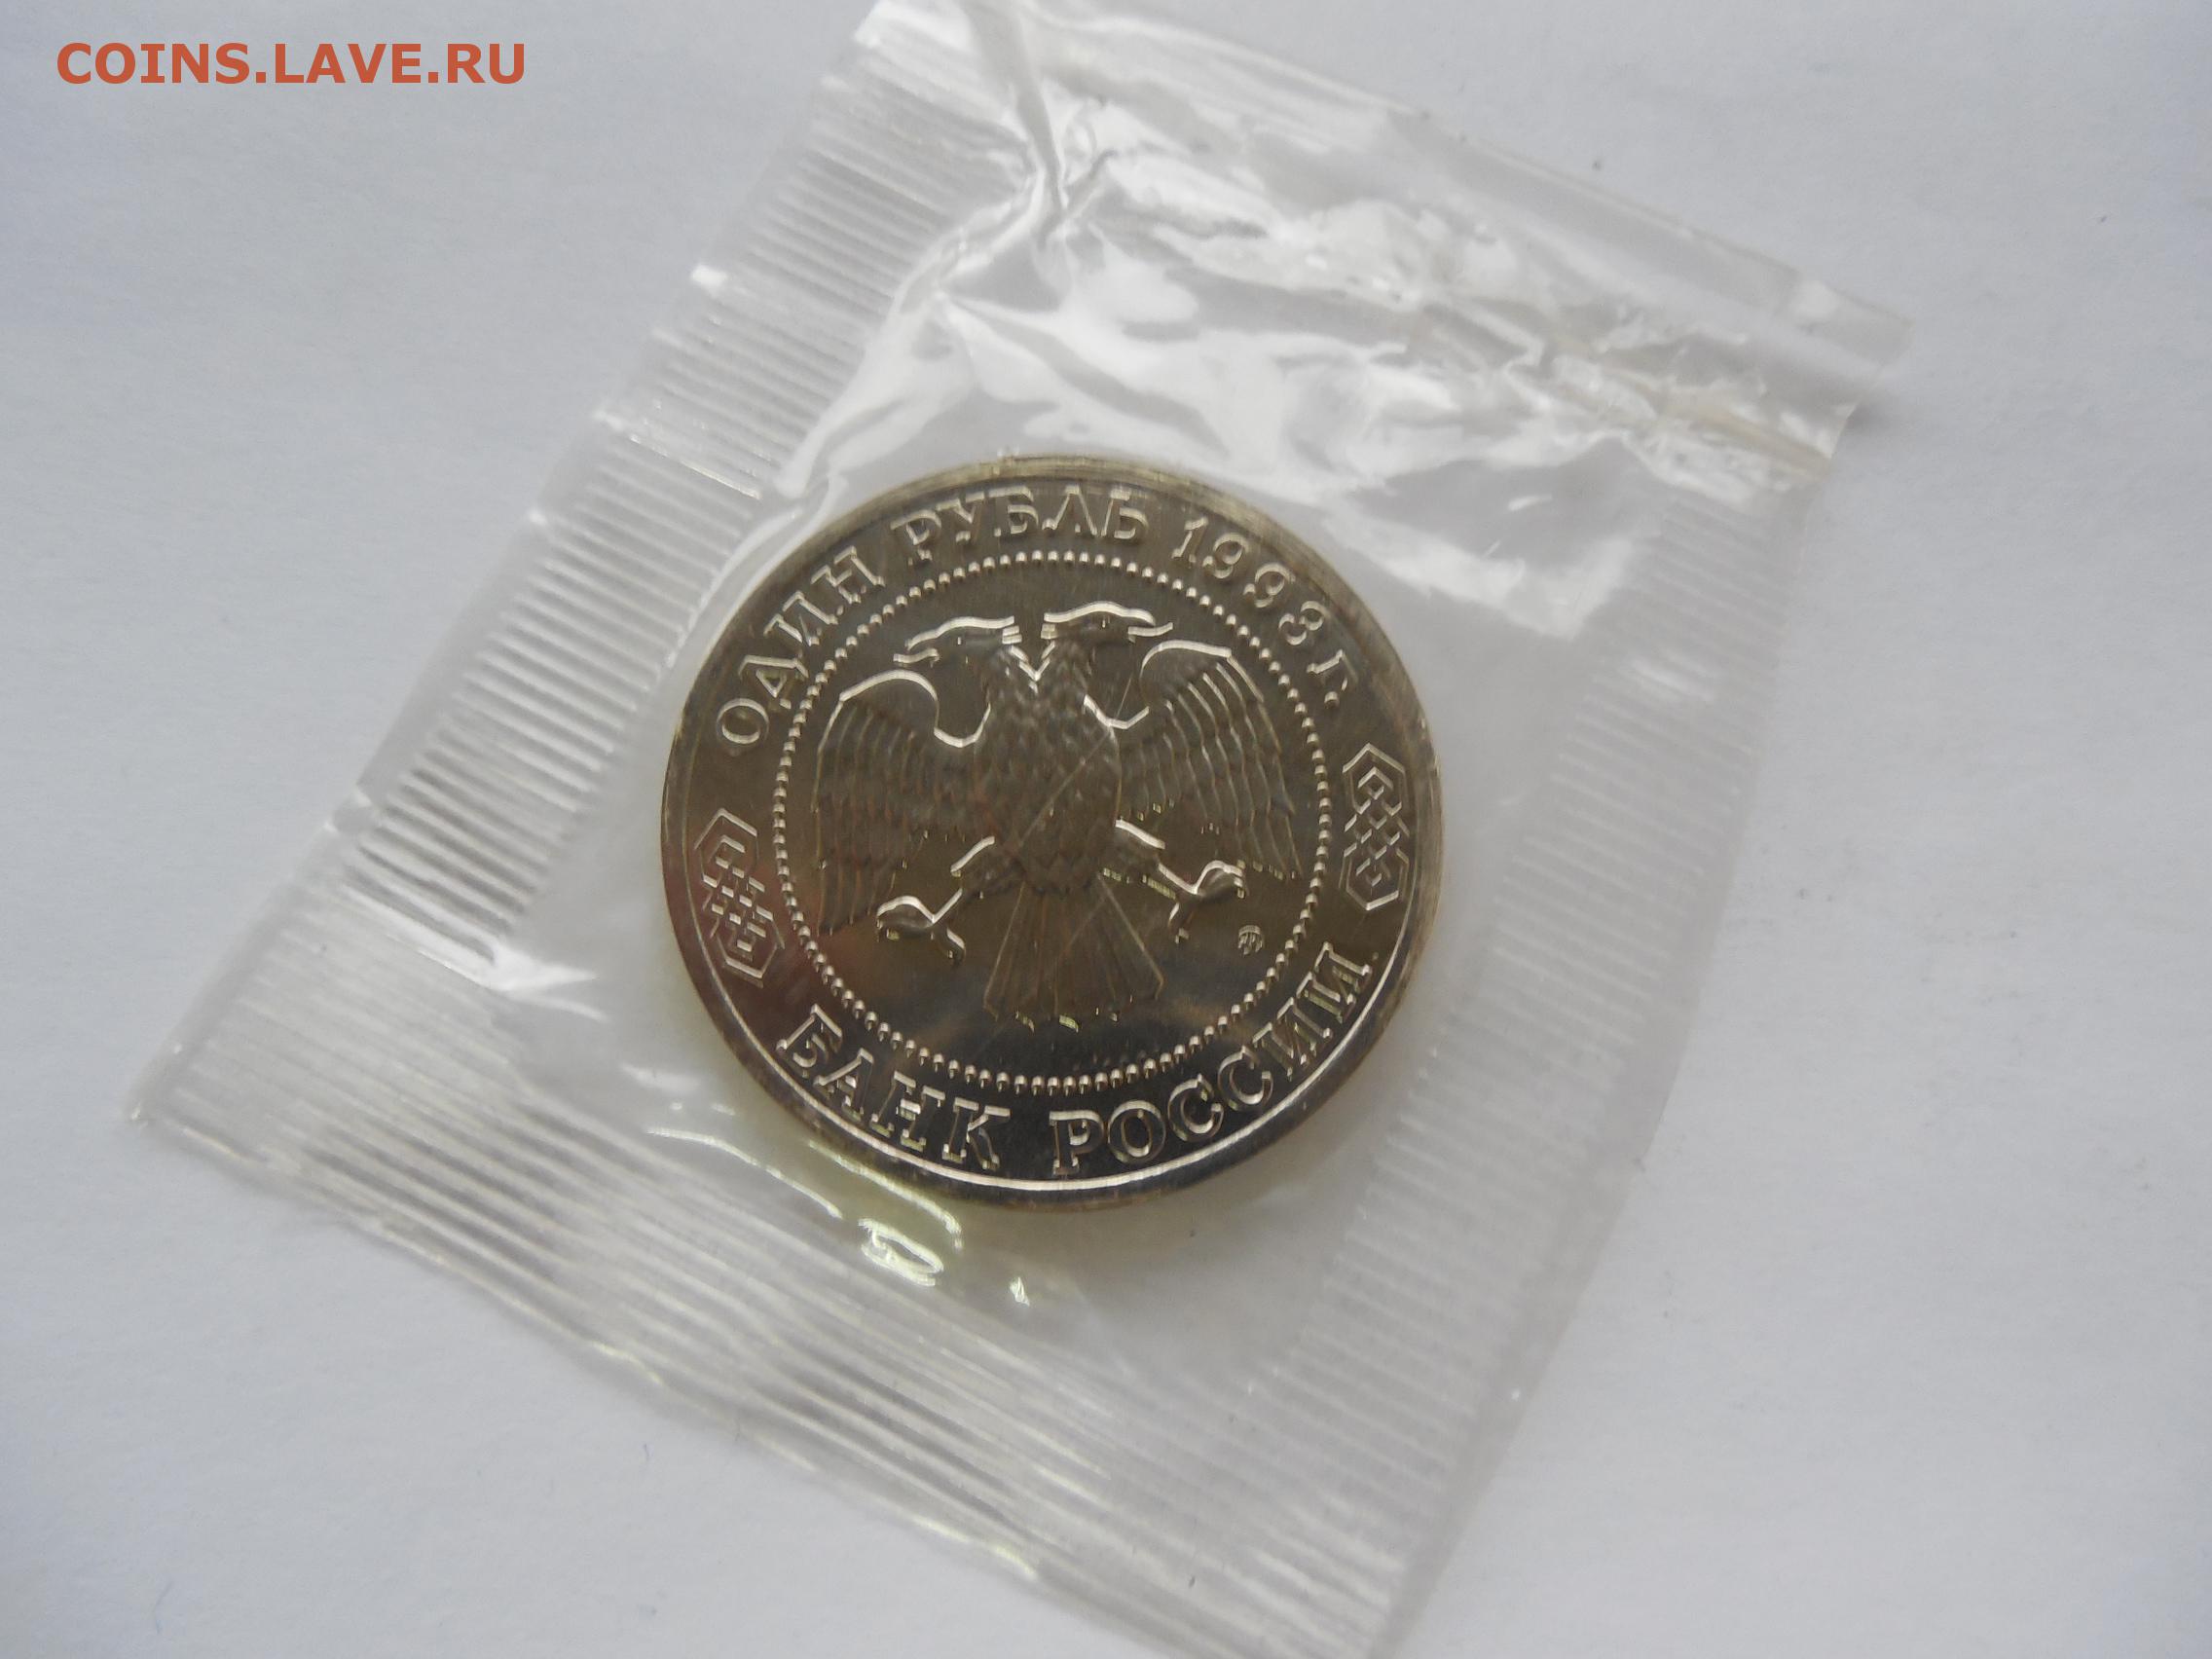 COINS.LAVE.RU
ОДИН РУБЛЬ 1993 г.
БАНК РОССИИ